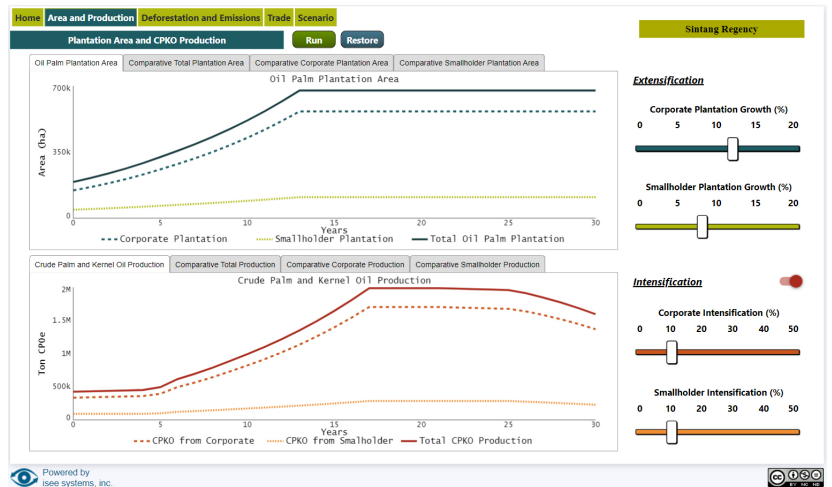 Home Area and Production Deforestation and Emissions Trade Scenario
Plantation Area and CPKO Production Run Restore
Sintang Regency
Oil Palm Plantation Area Comparative Total Plantation Area Comparative Corporate Plantation Area Comparative Smallholder Plantation Area
Oil Palm Plantation Area
700k
350k
0
Area (ha)
0 5 10 15 20 25 30
Years
Corporate Plantation Smallholder Plantation Total Oil Palm Plantation
Extensification
Corporate Plantation Growth (%)
0 5 10 15 20
Smallholder Plantation Growth (%)
0 5 10 15 20
Crude Palm and Kernel Oil Production Comparative Total Production Comparative Corporate Production Comparative Smallholder Production
Crude Palm and Kernel Oil Production
2M
1.5M
1M
500k
0
Ton CPOe
0 5 10 15 20 25 30
Years
CPKO from Corporate CPKO from Smalholder Total CPKO Production
Intensification
Corporate Intensification (%)
0 10 20 30 40 50
Smallholder Intensification (%)
0 10 20 30 40 50
Powered by
isee systems, inc.
cc
BY NC ND